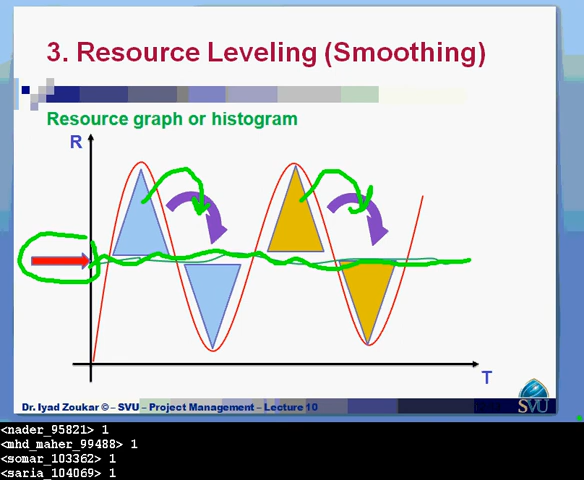 3. Resource Leveling (Smoothing)
Resource graph or histogram
R
T
Dr. Iyad Zoukar © – SVU – Project Management – Lecture 10
SVU
<nader_95821> 1
<mhd_maher_99488> 1
<somar_103362> 1
<saria_104069> 1